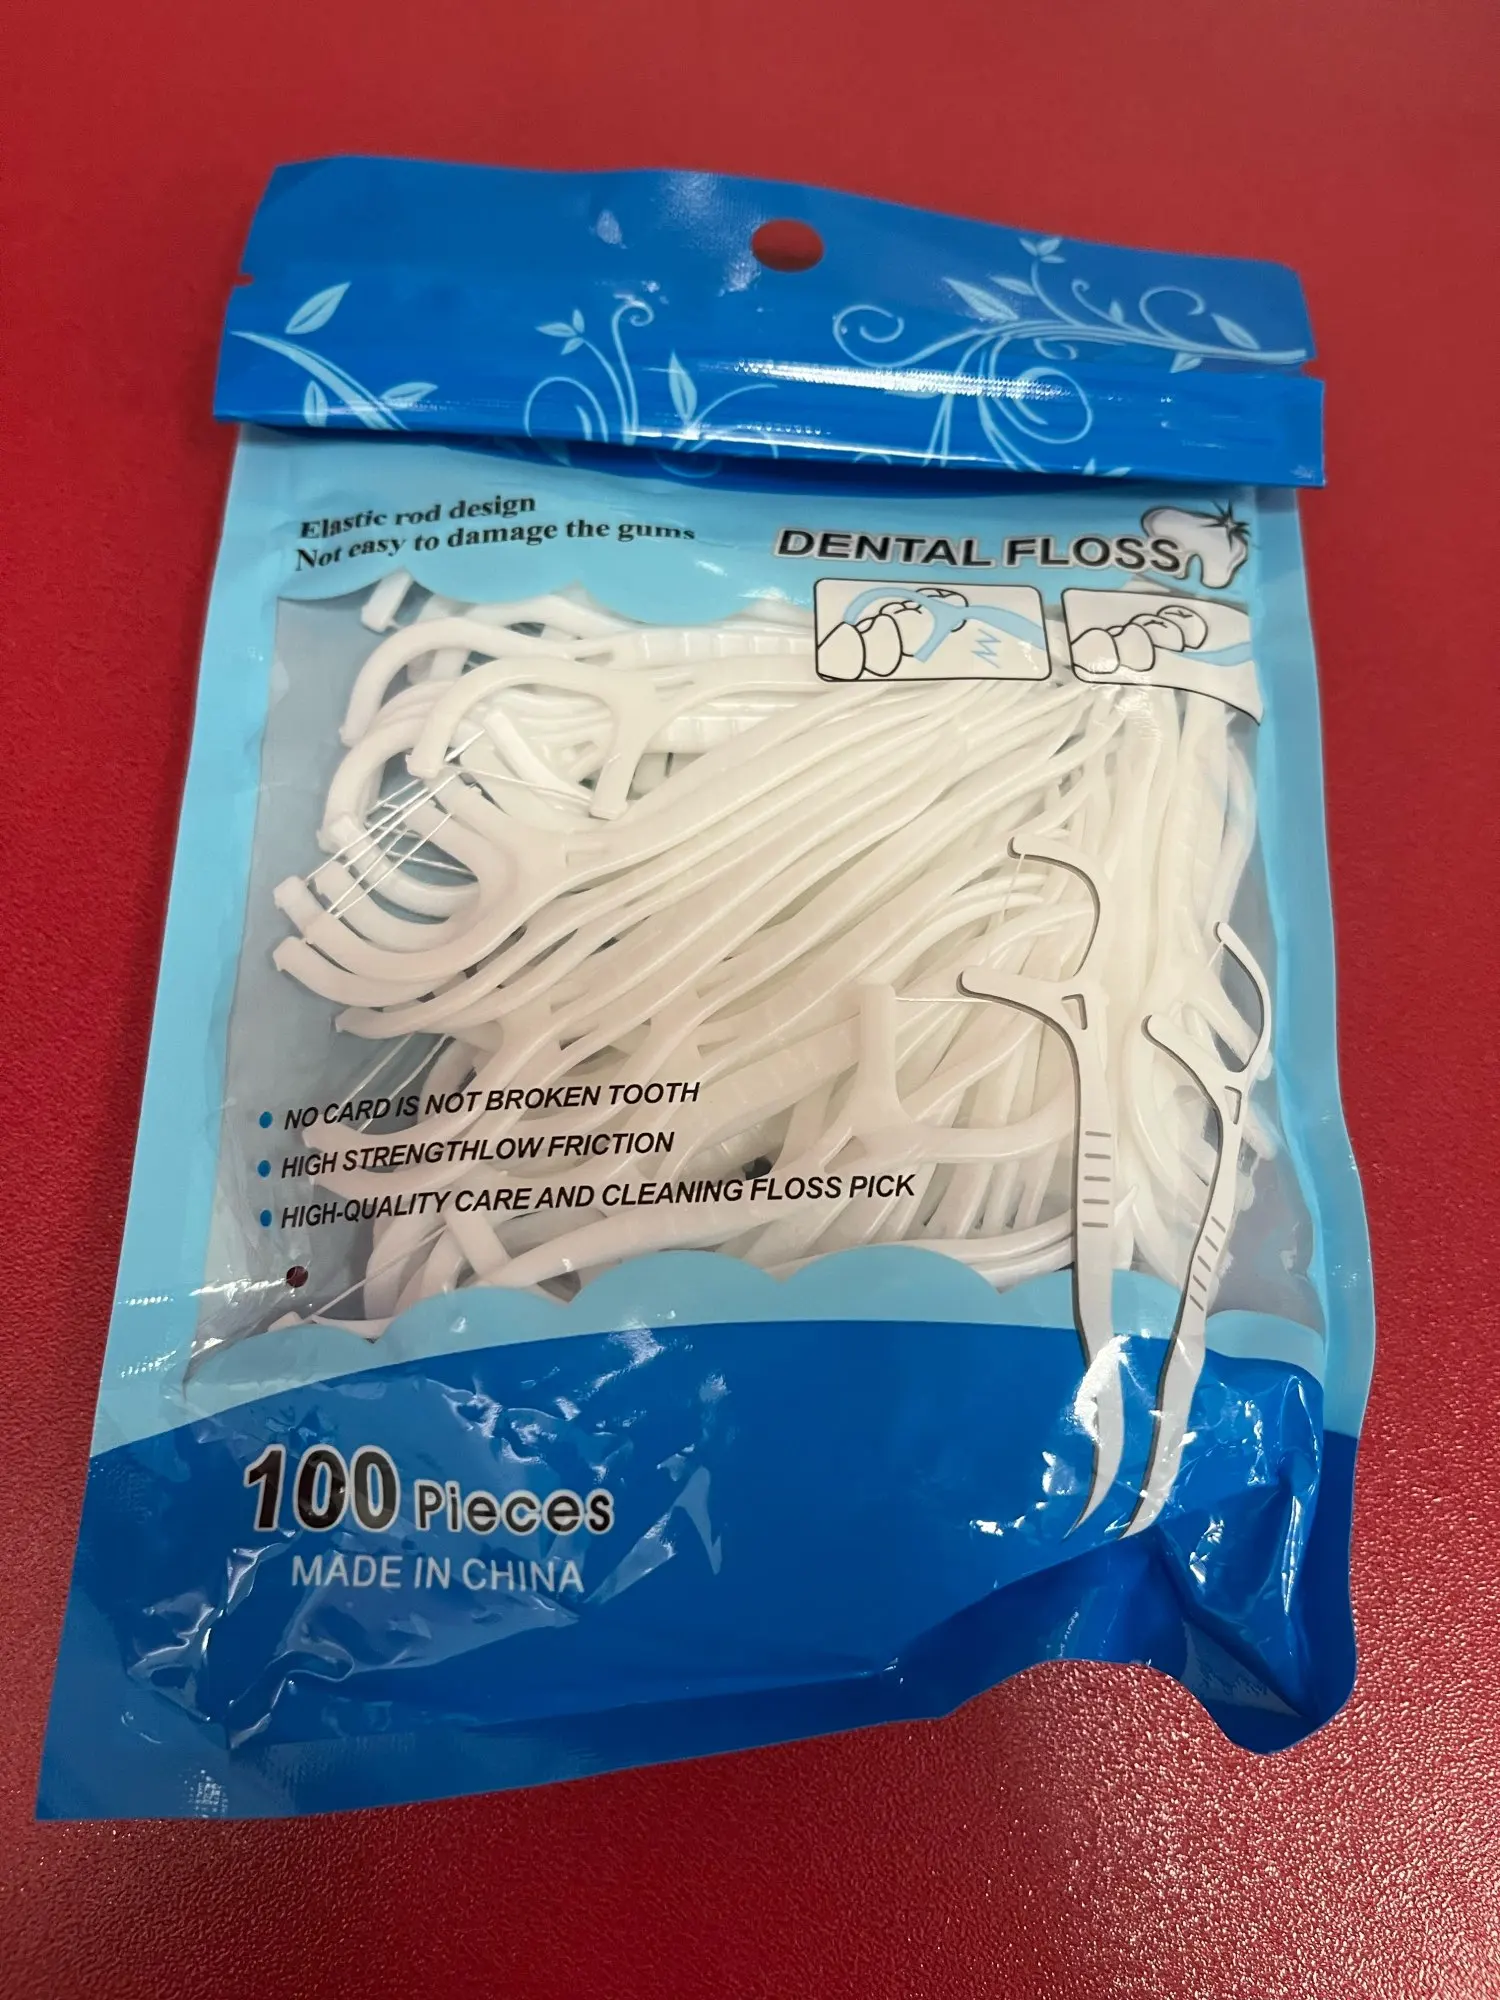 Elastic rod design
Not easy to damage the gums
DENTAL FLOSS
NO CARD IS NOT BROKEN TOOTH
HIGH STRENGTHLOW FRICTION
HIGH-QUALITY CARE AND CLEANING FLOSS PICK
100 Pieces
MADE IN CHINA